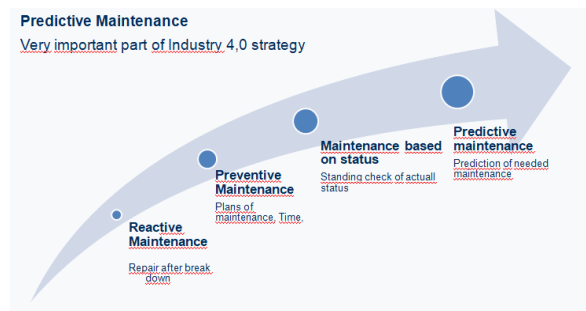 Predictive Maintenance
Very important part of Industry 4,0 strategy
Predictive
maintenance
Prediction of needed
maintenance
Maintenance based
on status
Standing check of actuall
status
Preventive
Maintenance
Plans of
maintenance, Time.
Reactive
Maintenance
Repair after break
down